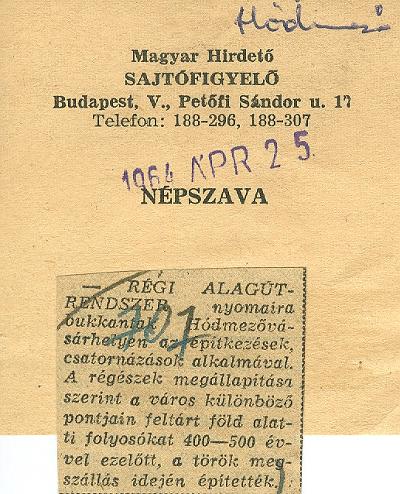 Hódmező
Magyar Hirdető
SAJTÓFIGYELŐ
Budapest, V., Petőfi Sándor u. 17
Telefon: 188-296, 188-307
1964 ÁPR 25.
NÉPSZAVA
— RÉGI ALAGÚT-
RENDSZER nyomaira
bukkantak Hódmezővá-
sárhelyen az építkezések,
csatornázások alkalmával.
A régészek megállapítása
szerint a város különböző
pontjain feltárt föld alat-
ti folyosókat 400—500 év-
vel ezelőtt, a török meg-
szállás idején építették.